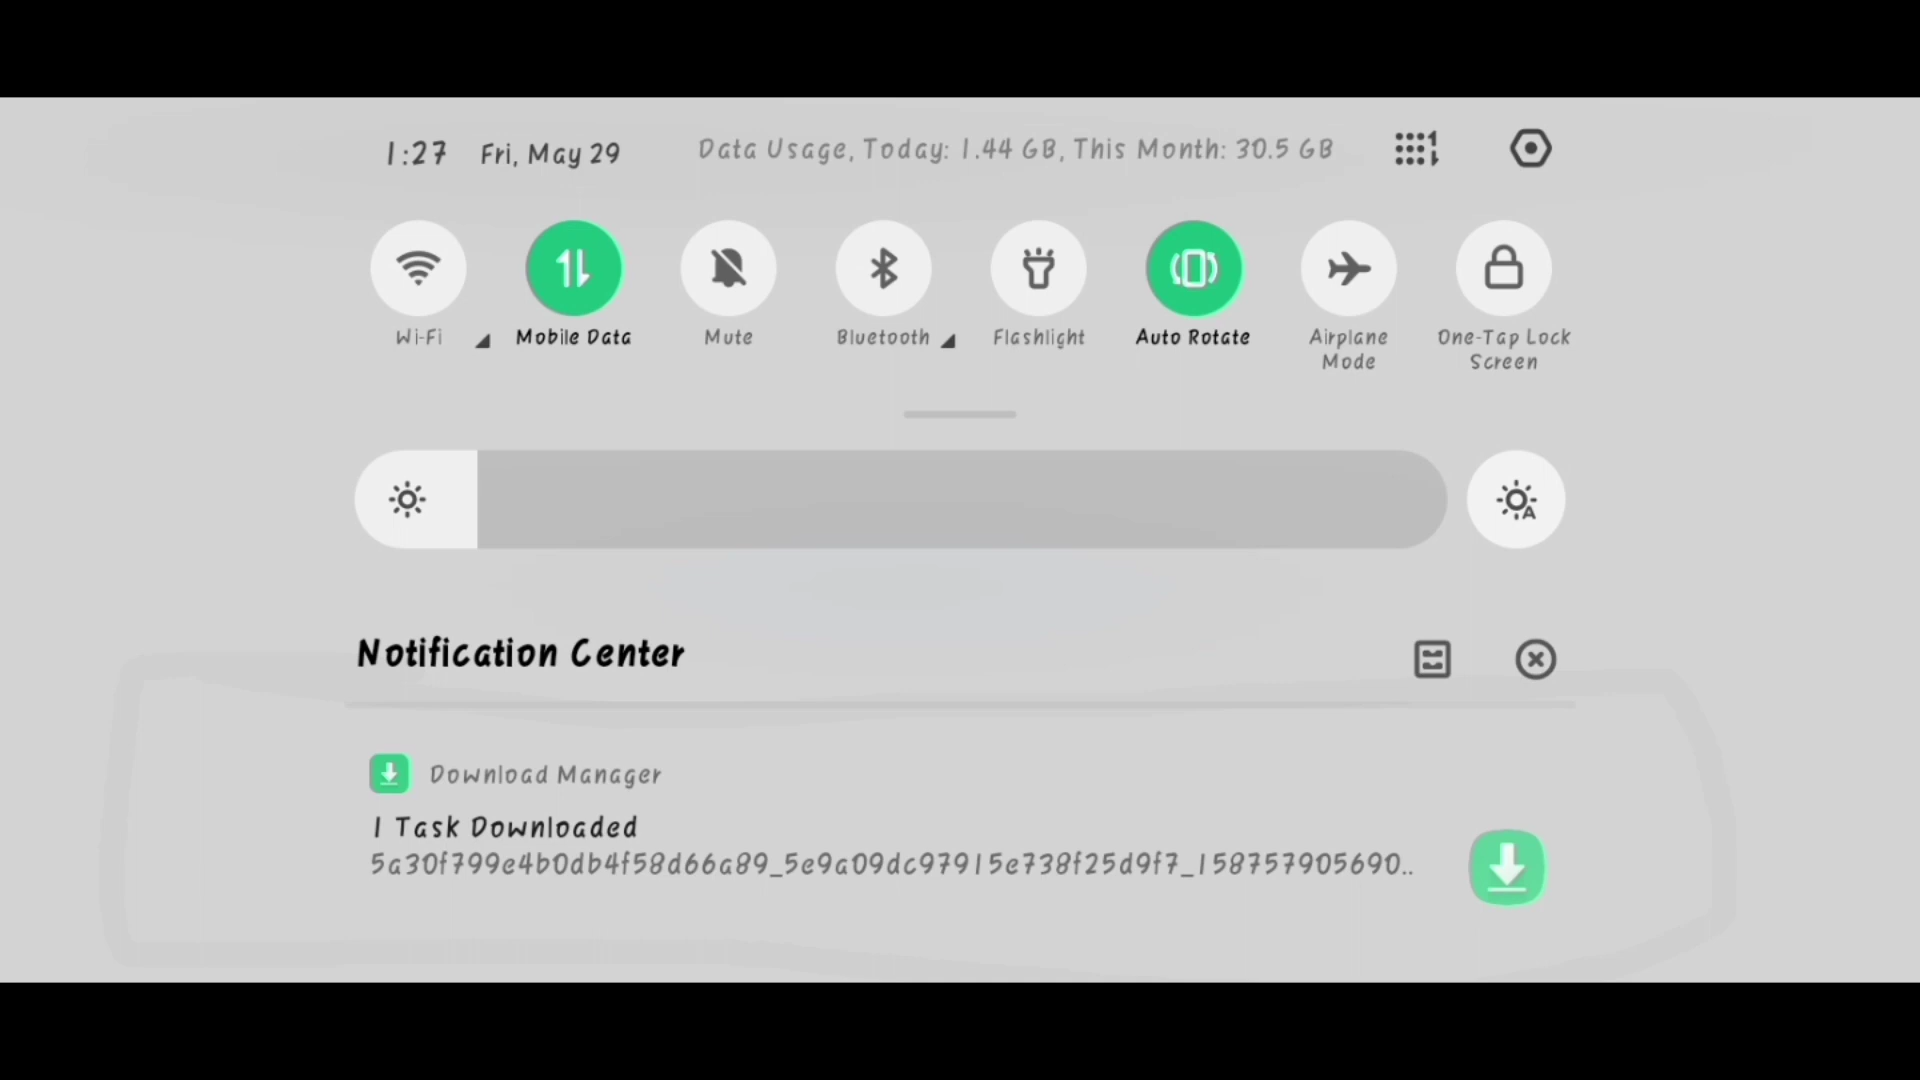 1:27 Fri, May 29 Data Usage, Today: 1.44 GB, This Month: 30.5 GB
Wi-Fi Mobile Data Mute Bluetooth Flashlight Auto Rotate Airplane Mode One-Tap Lock Screen
Notification Center
Download Manager
1 Task Downloaded
5a30f799e4b0db4f58d66a89_5e9a09dc97915e738f25d9f7_158757905690..